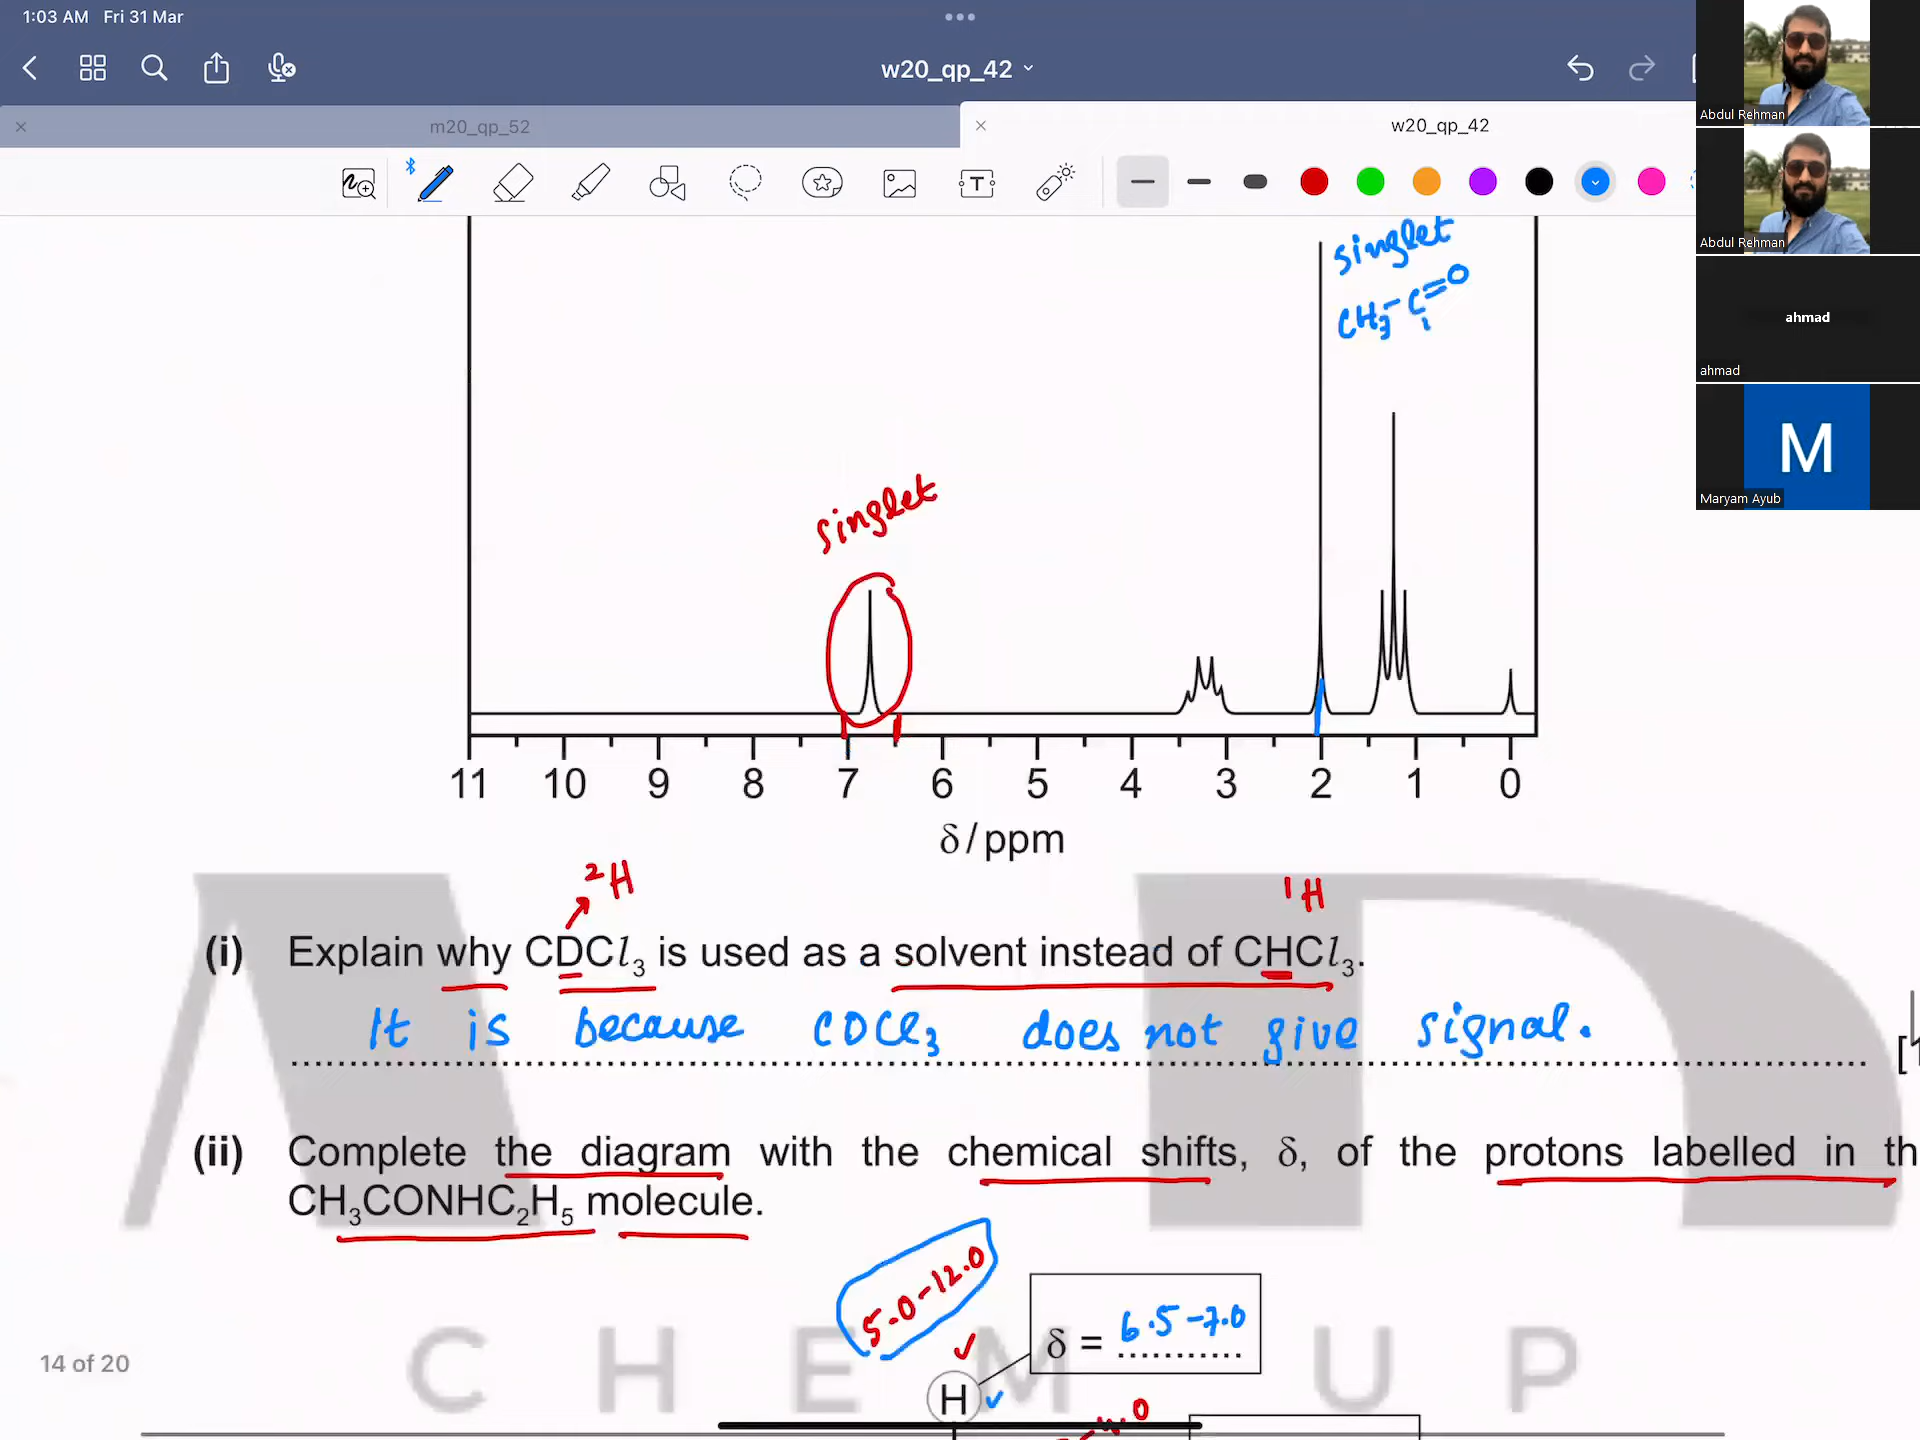 1:03 AM Fri 31 Mar
w20_qp_42
m20_qp_52
w20_qp_42
Abdul Rehman
Abdul Rehman
ahmad
ahmad
M
Maryam Ayub
singlet
CH3-C=O
singlet
11 10 9 8 7 6 5 4 3 2 1 0
δ/ppm
²H
¹H
(i) Explain why CDCl₃ is used as a solvent instead of CHCl₃.
It is because CDCl₃ does not give signal.
(ii) Complete the diagram with the chemical shifts, δ, of the protons labelled in th
CH₃CONHC₂H₅ molecule.
5.0-12.0
δ = 6.5-7.0
H
CHEM UP
14 of 20